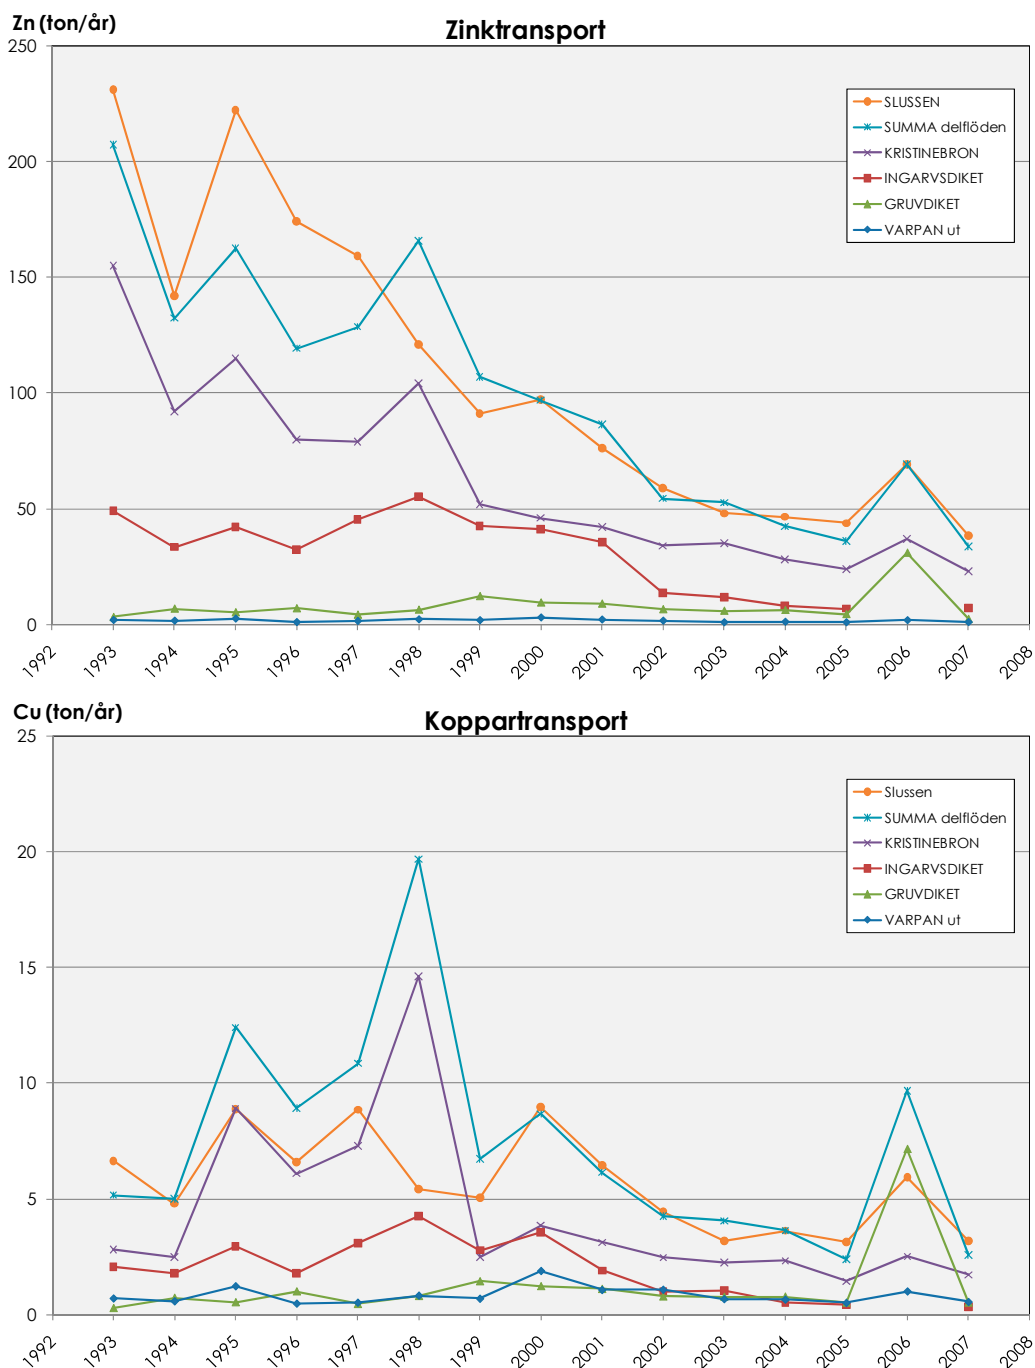 Zn (ton/år)
Zinktransport
250
200
150
100
50
0
SLUSSEN
SUMMA delflöden
KRISTINEBRON
INGARVSDIKET
GRUVDIKET
VARPAN ut
1992 1993 1994 1995 1996 1997 1998 1999 2000 2001 2002 2003 2004 2005 2006 2007 2008
Cu (ton/år)
Koppartransport
25
20
15
10
5
0
Slussen
SUMMA delflöden
KRISTINEBRON
INGARVSDIKET
GRUVDIKET
VARPAN ut
1992 1993 1994 1995 1996 1997 1998 1999 2000 2001 2002 2003 2004 2005 2006 2007 2008